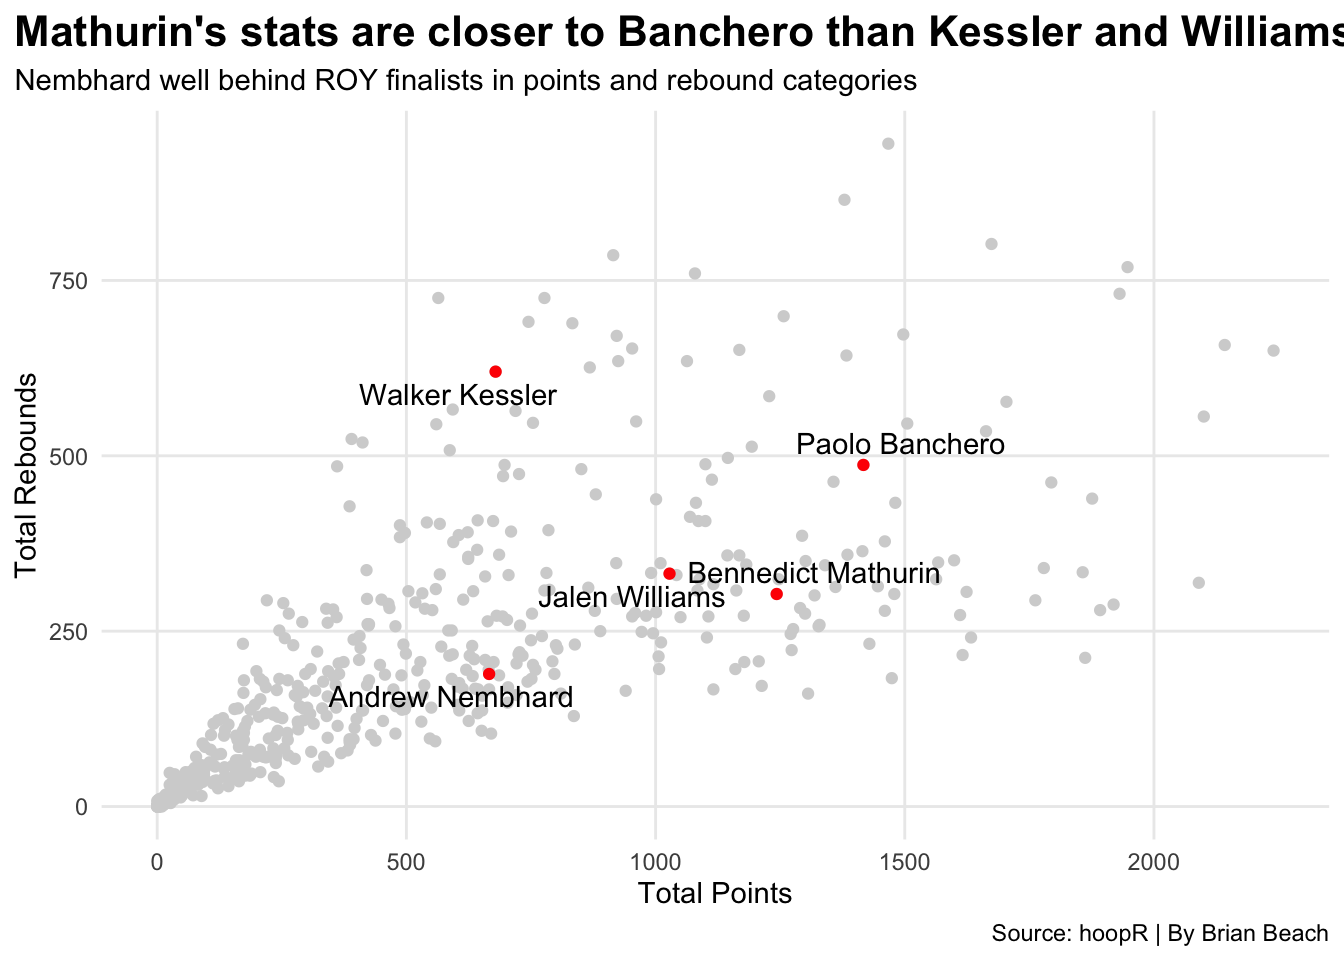 Mathurin's stats are closer to Banchero than Kessler and Williams
Nembhard well behind ROY finalists in points and rebound categories
Total Rebounds
750
500
250
0
Walker Kessler
Paolo Banchero
Bennedict Mathurin
Jalen Williams
Andrew Nembhard
0 500 1000 1500 2000
Total Points
Source: hoopR | By Brian Beach